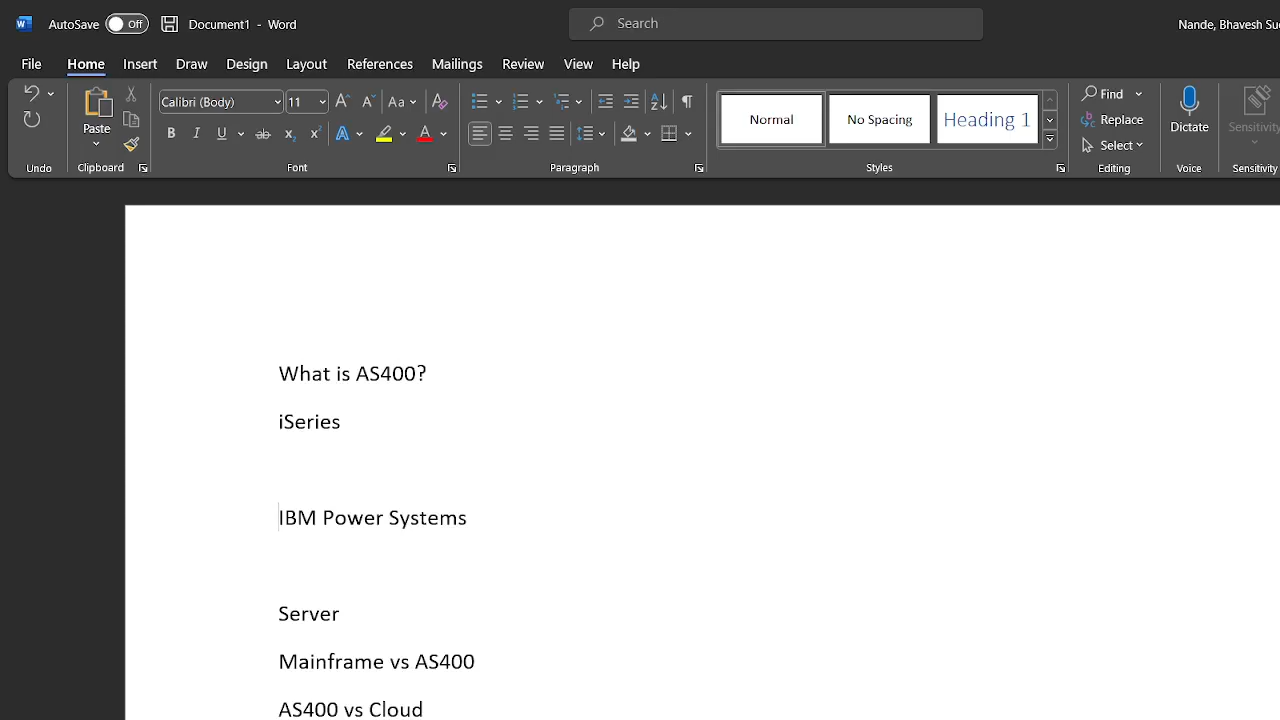 AutoSave Off Document1 - Word Search Nande, Bhavesh
File Home Insert Draw Design Layout References Mailings Review View Help
Paste Calibri (Body) 11 Aa Normal No Spacing Heading 1 Find Replace Select Dictate Sensitivity
Undo Clipboard Font Paragraph Styles Editing Voice Sensitivity
What is AS400?
iSeries
IBM Power Systems
Server
Mainframe vs AS400
AS400 vs Cloud